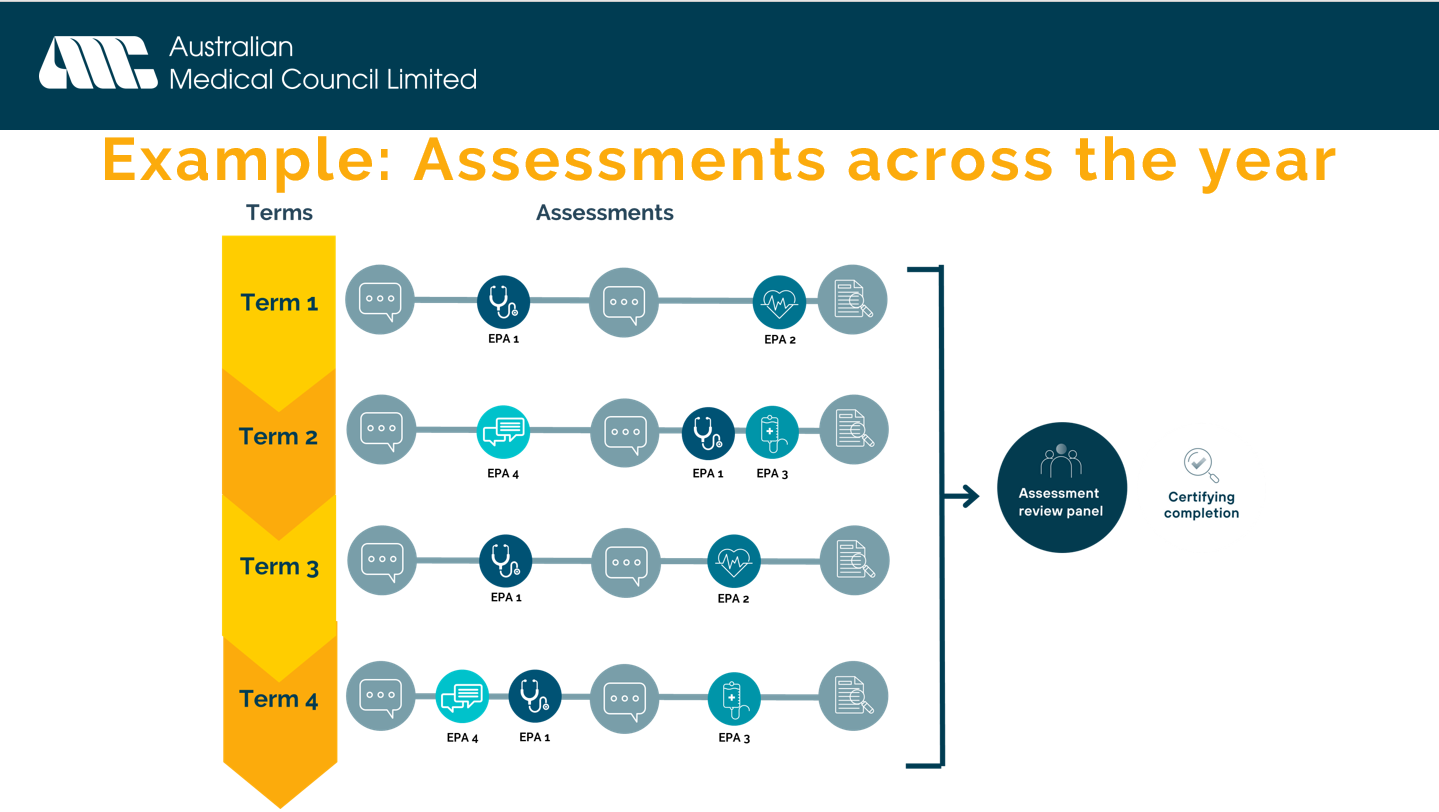 Australian
Medical Council Limited
Example: Assessments across the year
Terms
Assessments
Term 1
EPA 1
EPA 2
Term 2
EPA 4
EPA 1
EPA 3
Term 3
EPA 1
EPA 2
Term 4
EPA 4
EPA 1
EPA 3
Assessment
review panel
Certifying
completion